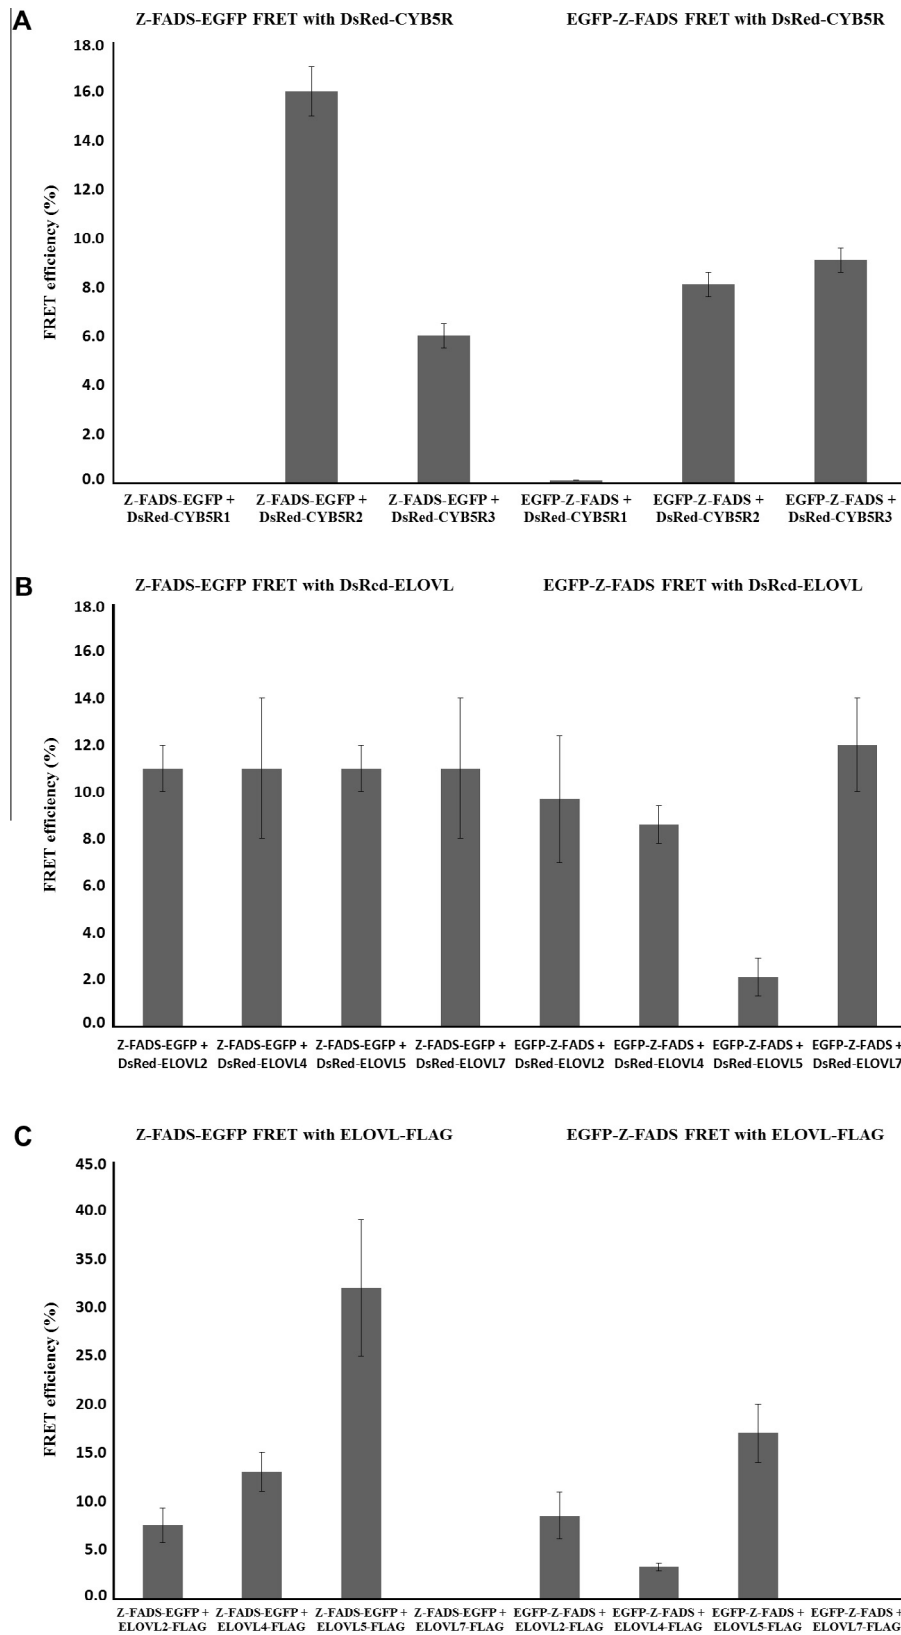 A
Z-FADS-EGFP FRET with DsRed-CYB5R
EGFP-Z-FADS FRET with DsRed-CYB5R
FRET efficiency (%)
18.0
16.0
14.0
12.0
10.0
8.0
6.0
4.0
2.0
0.0
Z-FADS-EGFP +
DsRed-CYB5R1
Z-FADS-EGFP +
DsRed-CYB5R2
Z-FADS-EGFP +
DsRed-CYB5R3
EGFP-Z-FADS +
DsRed-CYB5R1
EGFP-Z-FADS +
DsRed-CYB5R2
EGFP-Z-FADS +
DsRed-CYB5R3
B
Z-FADS-EGFP FRET with DsRed-ELOVL
EGFP-Z-FADS FRET with DsRed-ELOVL
FRET efficiency (%)
18.0
16.0
14.0
12.0
10.0
8.0
6.0
4.0
2.0
0.0
Z-FADS-EGFP +
DsRed-ELOVL2
Z-FADS-EGFP +
DsRed-ELOVL4
Z-FADS-EGFP +
DsRed-ELOVL5
Z-FADS-EGFP +
DsRed-ELOVL7
EGFP-Z-FADS +
DsRed-ELOVL2
EGFP-Z-FADS +
DsRed-ELOVL4
EGFP-Z-FADS +
DsRed-ELOVL5
EGFP-Z-FADS +
DsRed-ELOVL7
C
Z-FADS-EGFP FRET with ELOVL-FLAG
EGFP-Z-FADS FRET with ELOVL-FLAG
FRET efficiency (%)
45.0
40.0
35.0
30.0
25.0
20.0
15.0
10.0
5.0
0.0
Z-FADS-EGFP +
ELOVL2-FLAG
Z-FADS-EGFP +
ELOVL4-FLAG
Z-FADS-EGFP +
ELOVL5-FLAG
Z-FADS-EGFP +
ELOVL7-FLAG
EGFP-Z-FADS +
ELOVL2-FLAG
EGFP-Z-FADS +
ELOVL4-FLAG
EGFP-Z-FADS +
ELOVL5-FLAG
EGFP-Z-FADS +
ELOVL7-FLAG